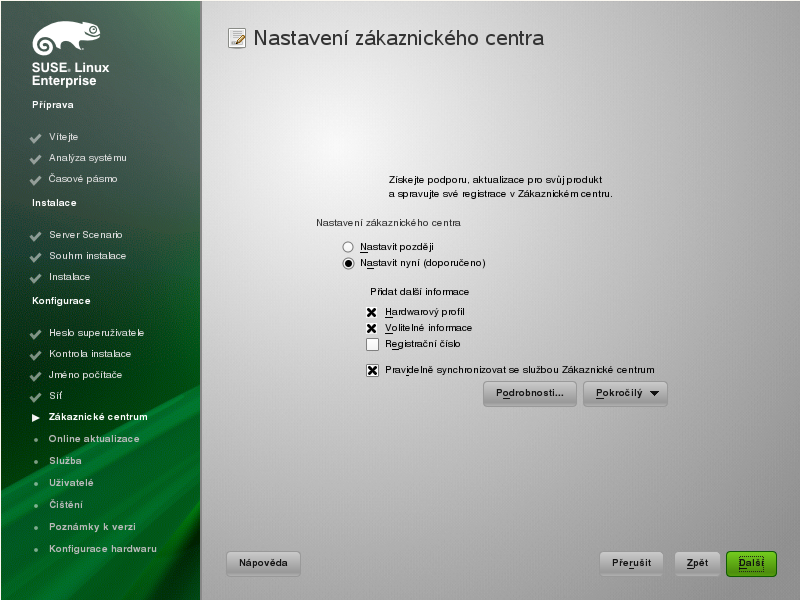 SUSE® Linux
Enterprise
Příprava
Vítejte
Analýza systému
Časové pásmo
Instalace
Server Scenario
Souhrn instalace
Instalace
Konfigurace
Heslo superuživatele
Kontrola instalace
Jméno počítače
Síť
Zákaznické centrum
Online aktualizace
Služba
Uživatelé
Čištění
Poznámky k verzi
Konfigurace hardwaru
Nastavení zákaznického centra
Získejte podporu, aktualizace pro svůj produkt
a spravujte své registrace v Zákaznickém centru.
Nastavení zákaznického centra
Nastavit později
Nastavit nyní (doporučeno)
Přidat další informace
Hardwarový profil
Volitelné informace
Registrační číslo
Pravidelně synchronizovat se službou Zákaznické centrum
Podrobnosti... Pokročilý
Nápověda Přerušit Zpět Další